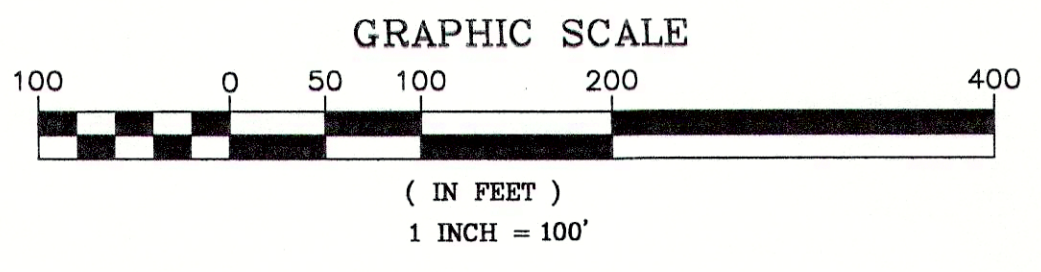 GRAPHIC SCALE
100 0 50 100 200 400
( IN FEET )
1 INCH = 100'